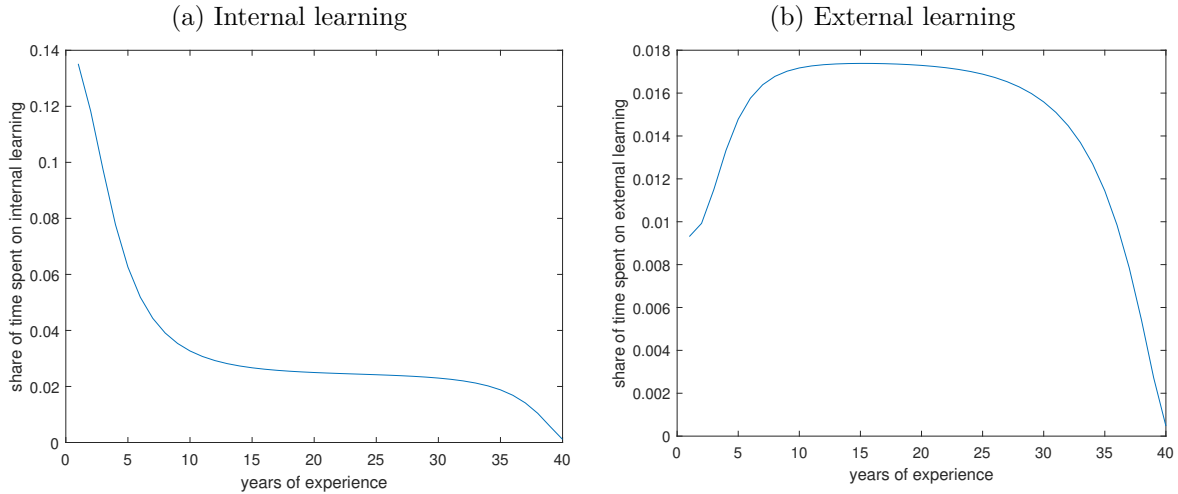 (a) Internal learning
0.14
0.12
0.1
0.08
0.06
0.04
0.02
0
share of time spent on internal learning
0 5 10 15 20 25 30 35 40
years of experience
(b) External learning
0.018
0.016
0.014
0.012
0.01
0.008
0.006
0.004
0.002
0
share of time spent on external learning
0 5 10 15 20 25 30 35 40
years of experience